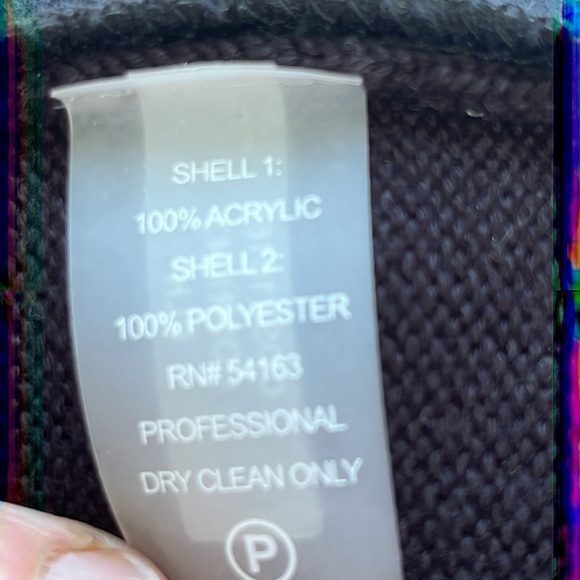 SHELL 1:
100% ACRYLIC
SHELL 2:
100% POLYESTER
RN# 54163
PROFESSIONAL
DRY CLEAN ONLY
P